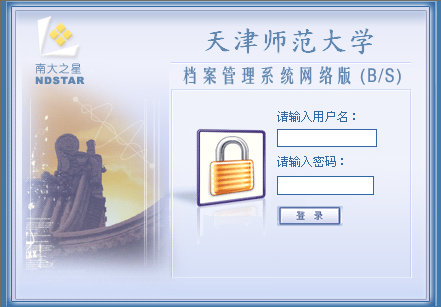 南大之星
NDSTAR
天津师范大学
档案管理系统网络版 (B/S)
请输入用户名：
请输入密码：
登 录